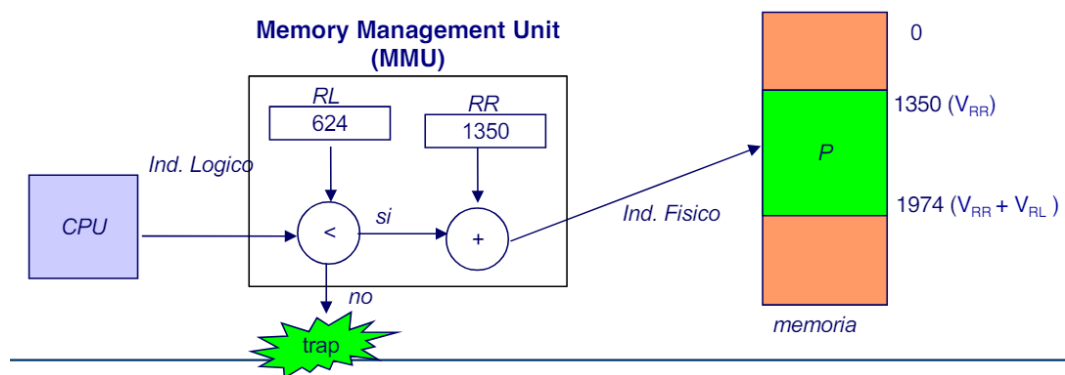 Memory Management Unit
(MMU)
RL
624
RR
1350
Ind. Logico
CPU
<
si
+
no
trap
Ind. Fisico
0
1350 (VRR)
P
1974 (VRR + VRL )
memoria